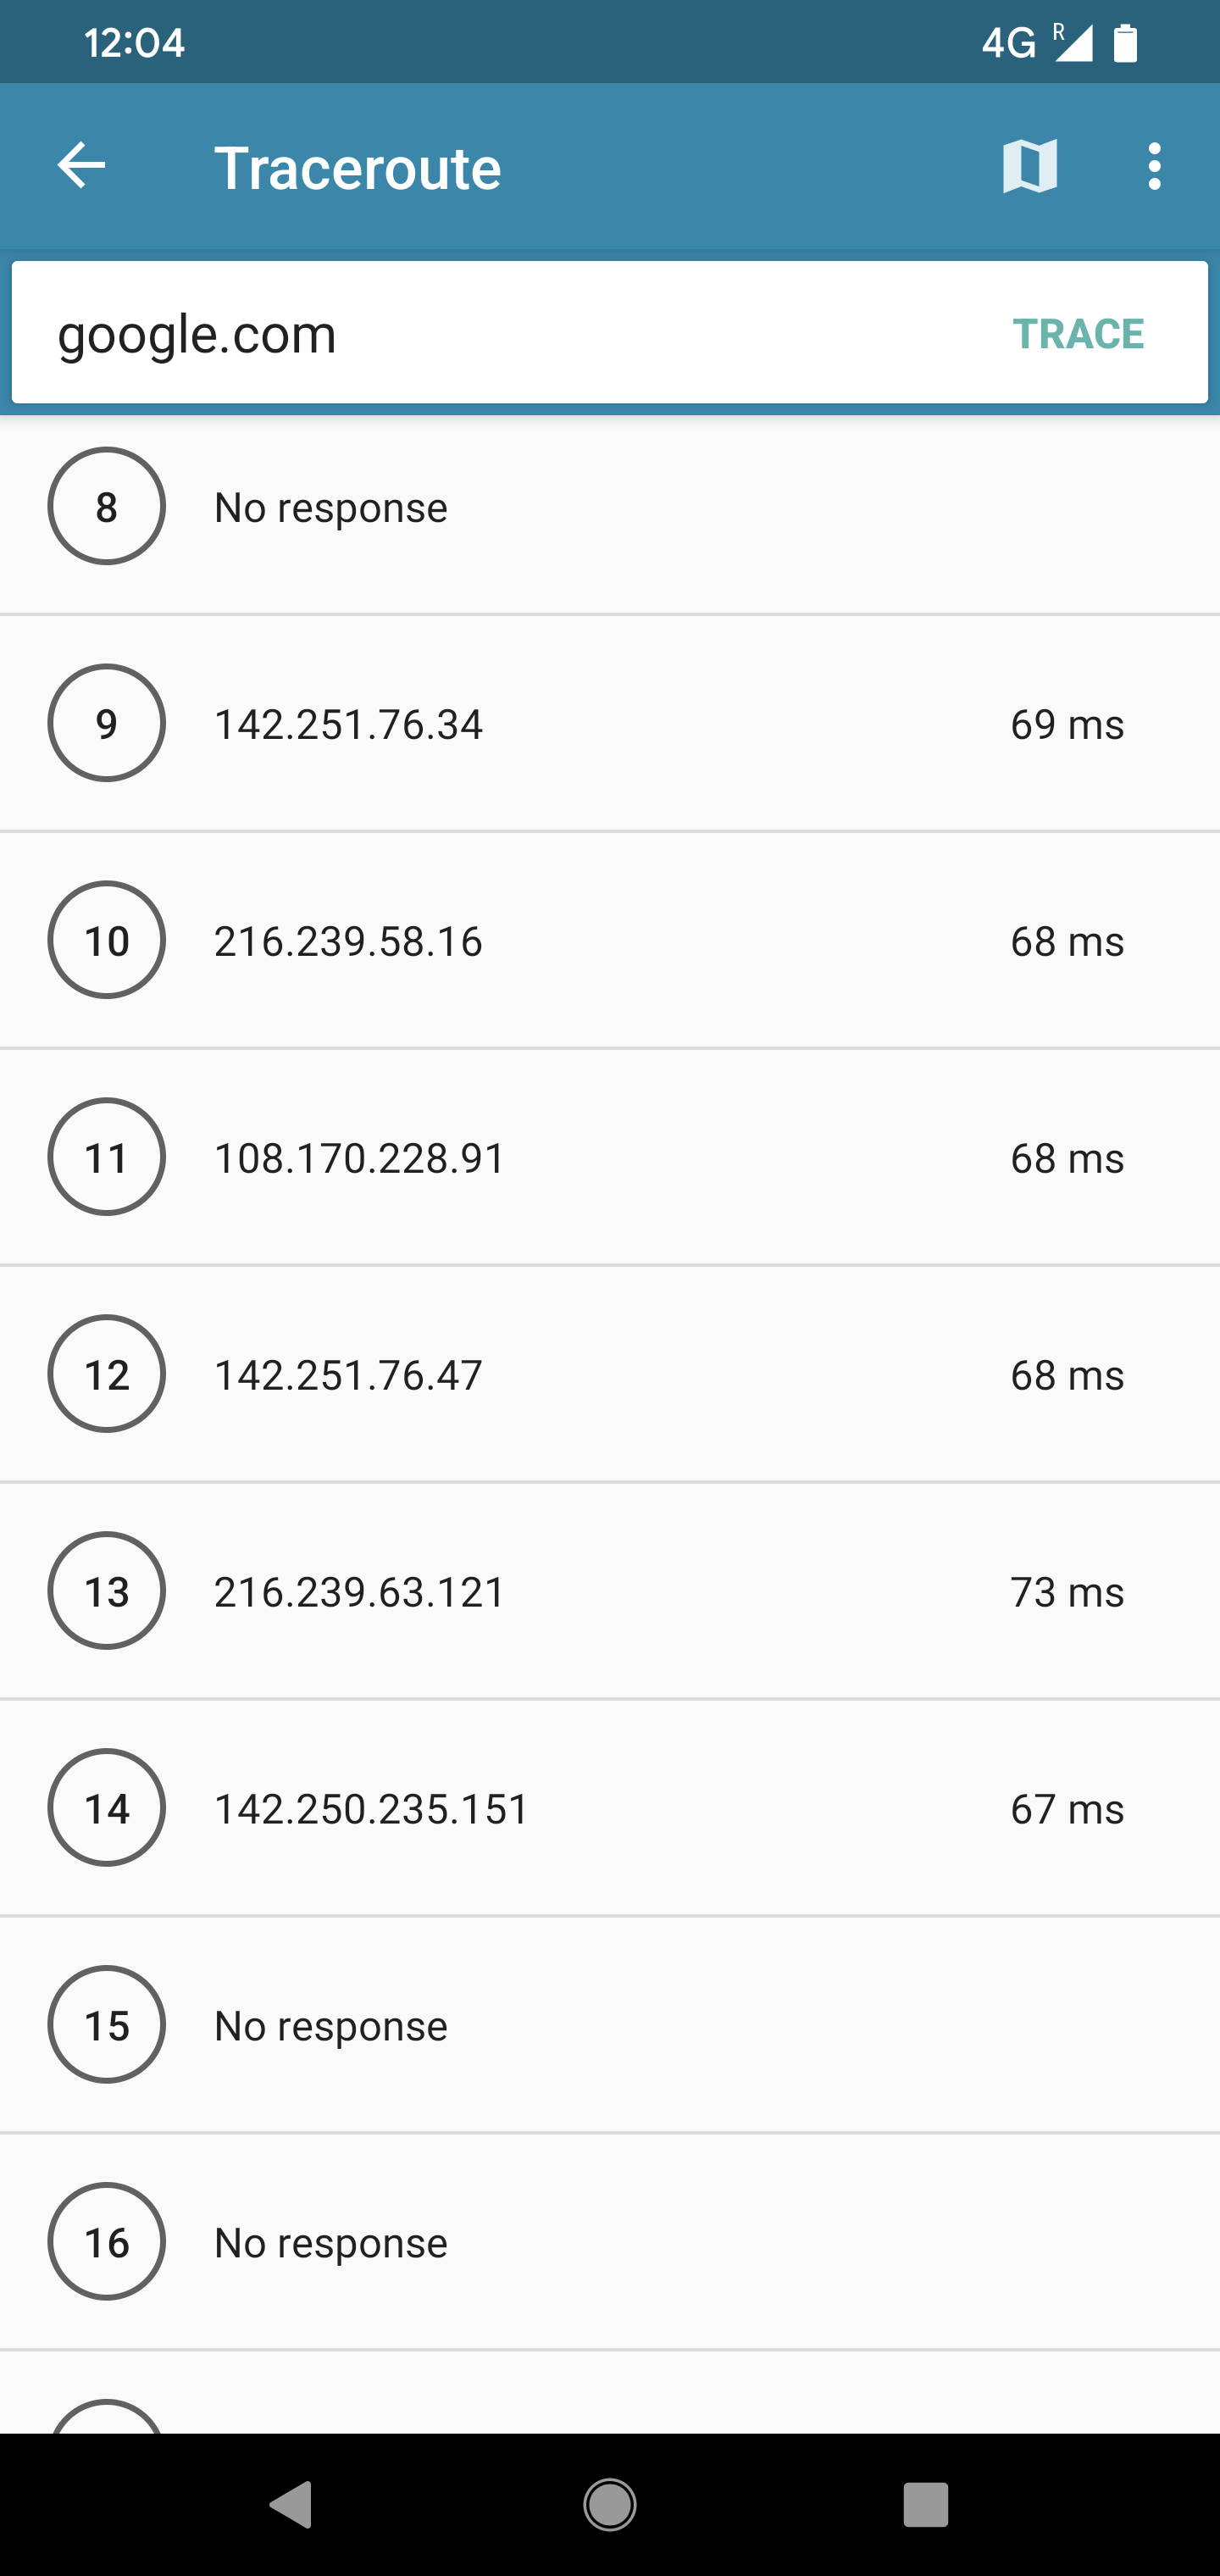 12:04 4G R
Traceroute
google.com TRACE
8 No response
9 142.251.76.34 69 ms
10 216.239.58.16 68 ms
11 108.170.228.91 68 ms
12 142.251.76.47 68 ms
13 216.239.63.121 73 ms
14 142.250.235.151 67 ms
15 No response
16 No response